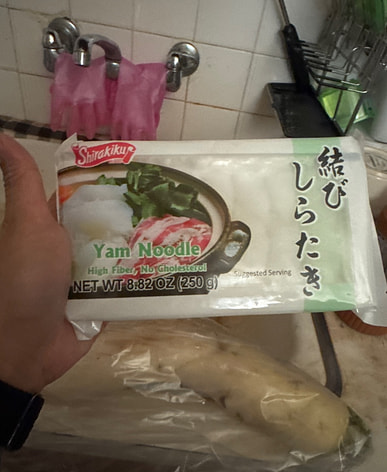 Shirakiku
結び
しらたき
Yam Noodle
High Fiber, No Cholesterol
Suggested Serving
NET WT 8.82 OZ (250 g)